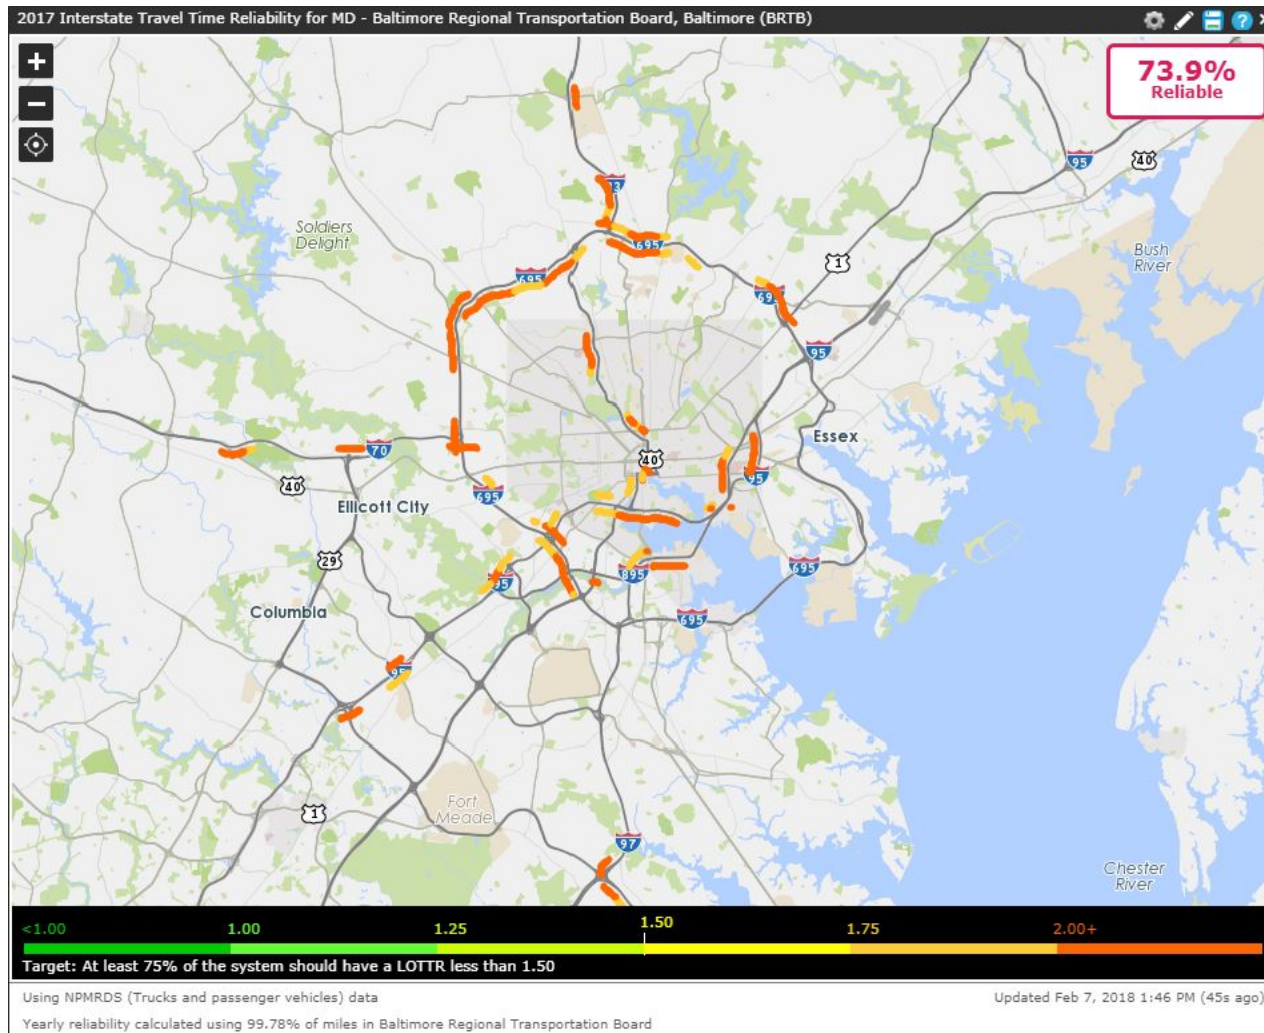 2017 Interstate Travel Time Reliability for MD - Baltimore Regional Transportation Board, Baltimore (BRTB)
73.9%
Reliable
95
40
Soldiers
Delight
695
1
Bush
River
695
95
40
Essex
95
70
40
695
Ellicott City
29
95
895
695
Columbia
695
95
1
Fort
Meade
97
Chester
River
<1.00 1.00 1.25 1.50 1.75 2.00+
Target: At least 75% of the system should have a LOTTR less than 1.50
Using NPMRDS (Trucks and passenger vehicles) data
Updated Feb 7, 2018 1:46 PM (45s ago)
Yearly reliability calculated using 99.78% of miles in Baltimore Regional Transportation Board